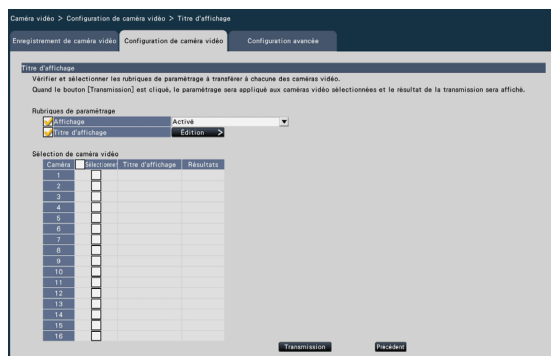 Caméra vidéo > Configuration de caméra vidéo > Titre d'affichage
Enregistrement de caméra vidéo Configuration de caméra vidéo Configuration avancée
Titre d'affichage
Vérifier et sélectionner les rubriques de paramétrage à transférer à chacune des caméras vidéo.
Quand le bouton [Transmission] est cliqué, le paramétrage sera appliqué aux caméras vidéo sélectionnées et le résultat de la transmission sera affiché.
Rubriques de paramétrage
Affichage Activé
Titre d'affichage Édition >
Sélection de caméra vidéo
Caméra Sélectionner Titre d'affichage Résultats
1
2
3
4
5
6
7
8
9
10
11
12
13
14
15
16
Transmission Précédent